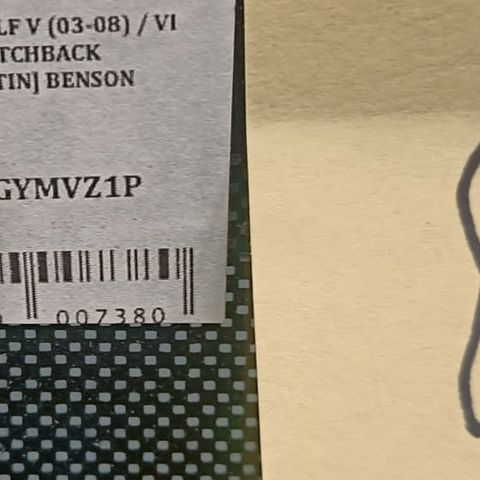 LF V (03-08) / VI
TCHBACK
TIN] BENSON
GYMVZ1P
007380